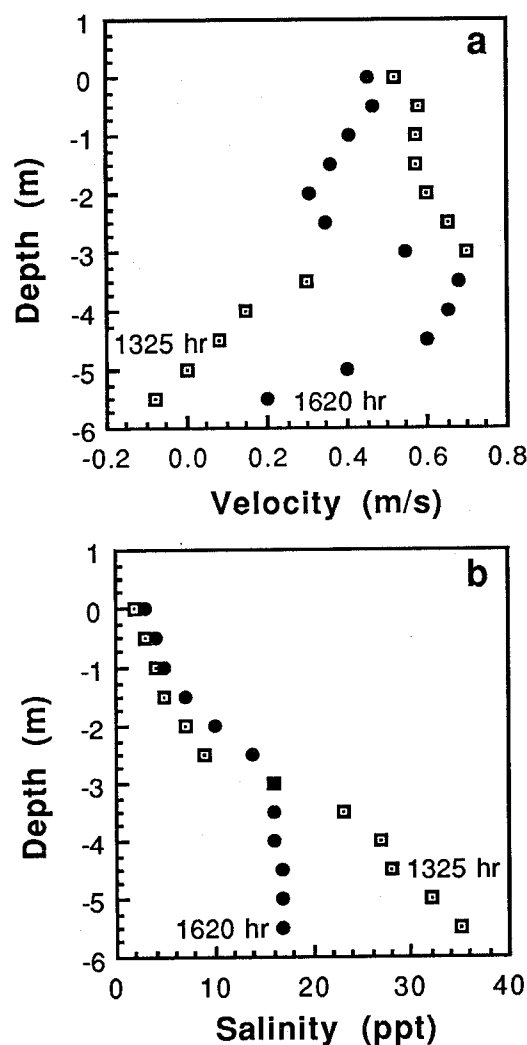 a
1
0
-1
-2
-3
-4
-5
-6
Depth (m)
1325 hr
1620 hr
-0.2 0.0 0.2 0.4 0.6 0.8
Velocity (m/s)
b
1
0
-1
-2
-3
-4
-5
-6
Depth (m)
1325 hr
1620 hr
0 10 20 30 40
Salinity (ppt)